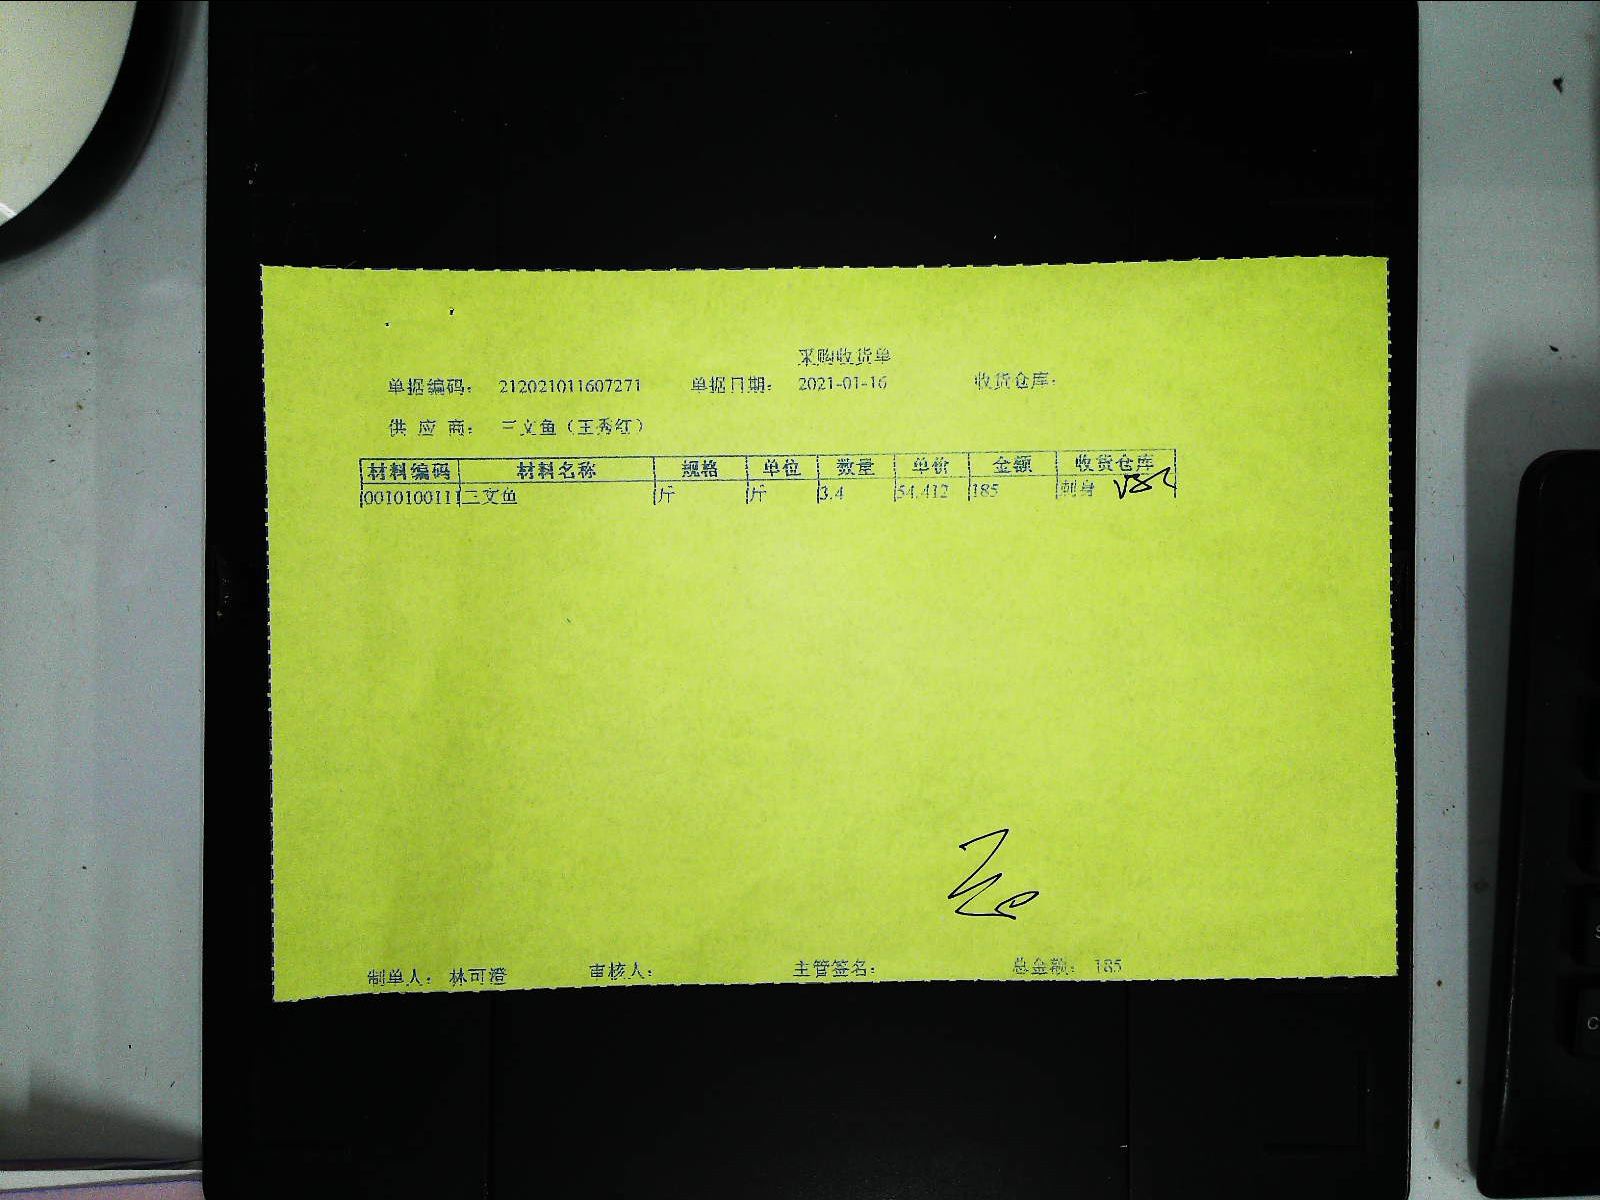 采购收货单
单据编码： 212021011607271 单据日期： 2021-01-16 收货仓库：
供 应 商： 三文鱼（王秀红）
材料编码 材料名称 规格 单位 数量 单价 金额 收货仓库
0010100111 三文鱼 斤 斤 3.4 54.412 185 刺身
制单人： 林可澄 审核人： 主管签名： 总金额： 185